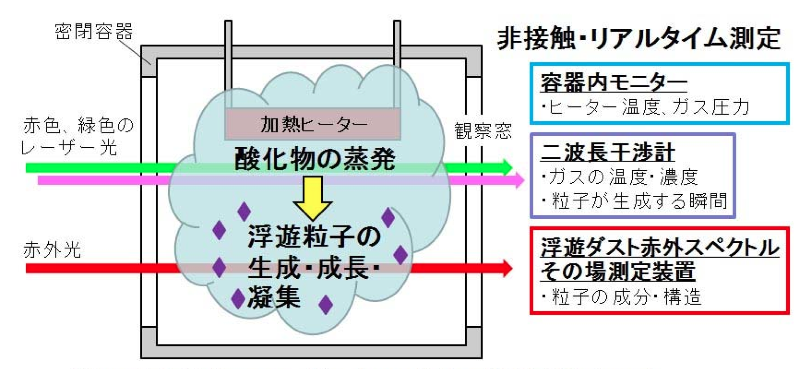 密閉容器
非接触・リアルタイム測定
容器内モニター
・ヒーター温度、ガス圧力
加熱ヒーター
赤色、緑色の
レーザー光
観察窓
酸化物の蒸発
二波長干渉計
・ガスの温度・濃度
・粒子が生成する瞬間
赤外光
浮遊粒子の
生成・成長・
凝集
浮遊ダスト赤外スペクトル
その場測定装置
・粒子の成分・構造